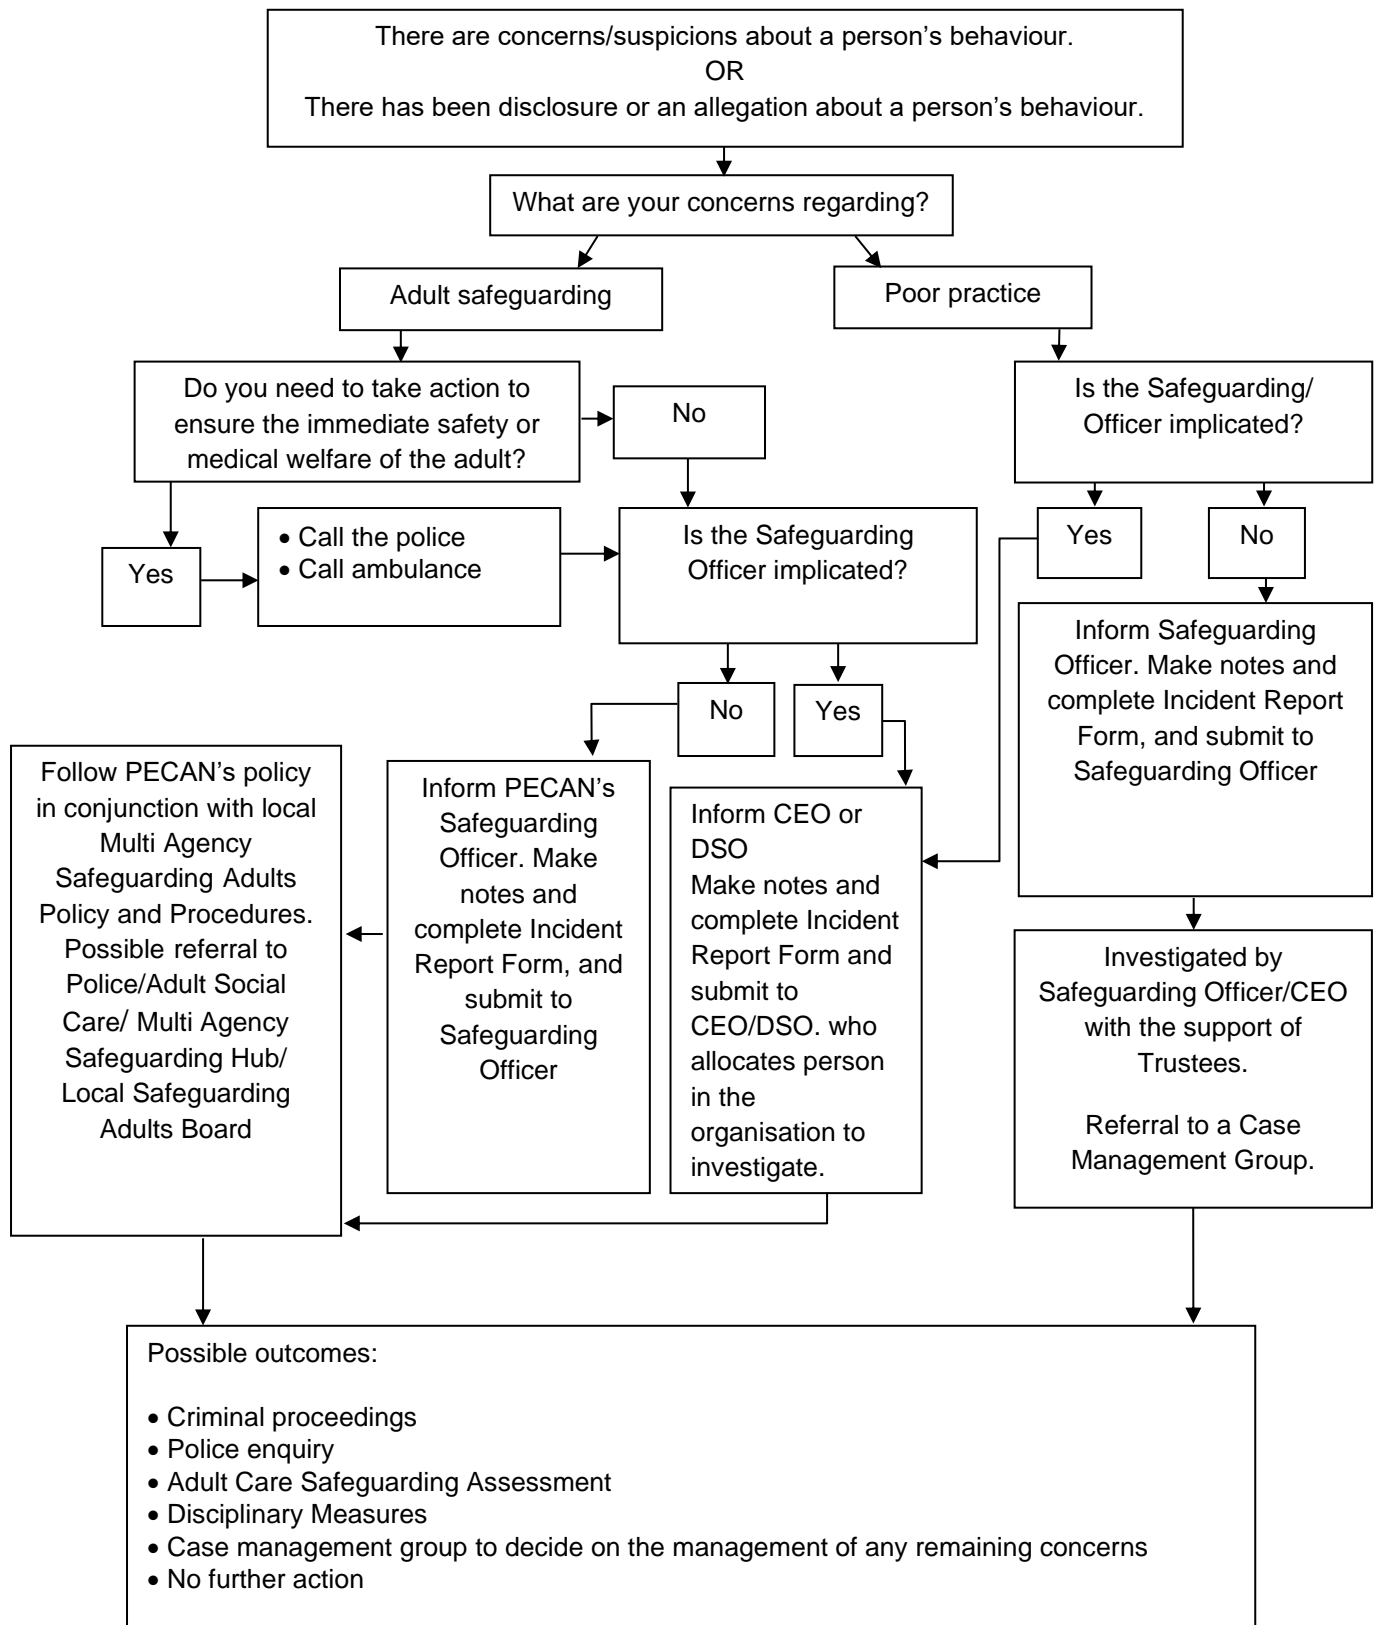 There are concerns/suspicions about a person’s behaviour.
OR
There has been disclosure or an allegation about a person’s behaviour.
What are your concerns regarding?
Adult safeguarding
Poor practice
Do you need to take action to
ensure the immediate safety or
medical welfare of the adult?
No
Is the Safeguarding/
Officer implicated?
Yes
• Call the police
• Call ambulance
Is the Safeguarding
Officer implicated?
Yes
No
No
Yes
Inform Safeguarding
Officer. Make notes and
complete Incident Report
Form, and submit to
Safeguarding Officer
Follow PECAN’s policy
in conjunction with local
Multi Agency
Safeguarding Adults
Policy and Procedures.
Possible referral to
Police/Adult Social
Care/ Multi Agency
Safeguarding Hub/
Local Safeguarding
Adults Board
Inform PECAN’s
Safeguarding
Officer. Make
notes and
complete Incident
Report Form, and
submit to
Safeguarding
Officer
Inform CEO or
DSO
Make notes and
complete Incident
Report Form and
submit to
CEO/DSO. who
allocates person
in the
organisation to
investigate.
Investigated by
Safeguarding Officer/CEO
with the support of
Trustees.
Referral to a Case
Management Group.
Possible outcomes:
• Criminal proceedings
• Police enquiry
• Adult Care Safeguarding Assessment
• Disciplinary Measures
• Case management group to decide on the management of any remaining concerns
• No further action